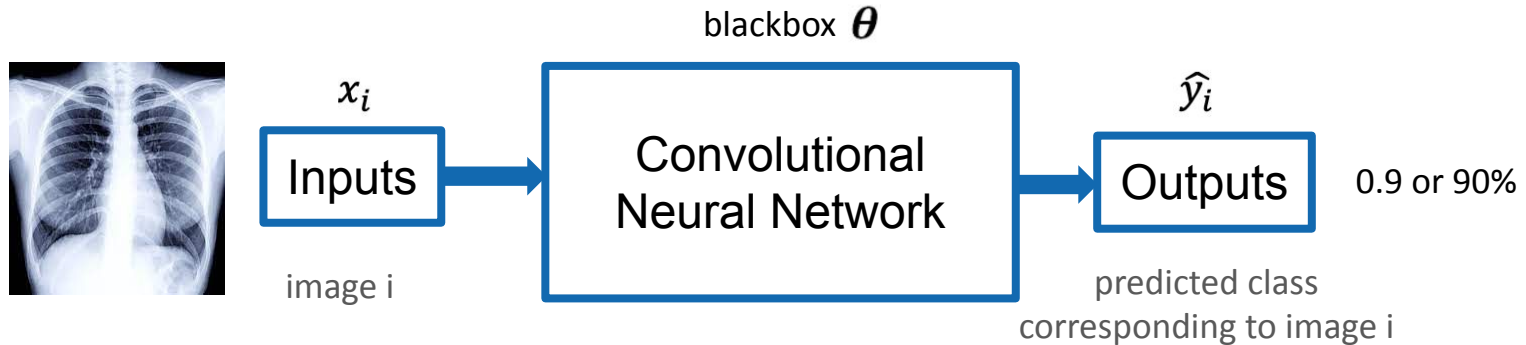 blackbox θ
x_i
Inputs
image i
Convolutional
Neural Network
ŷ_i
Outputs
0.9 or 90%
predicted class
corresponding to image i